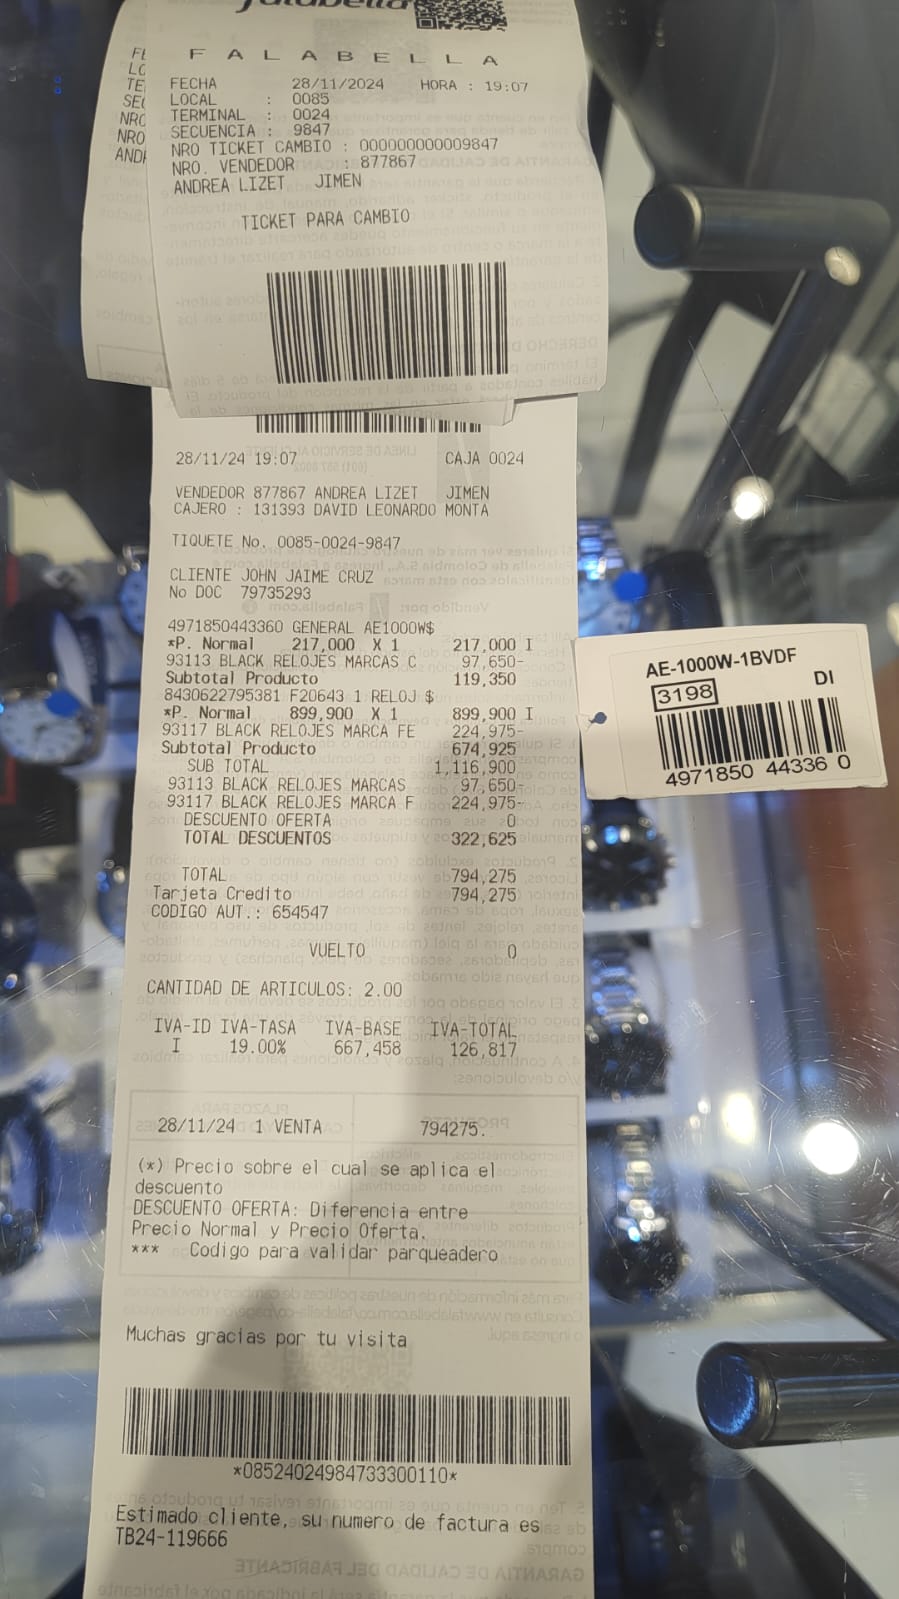 falabella
F A L A B E L L A
FECHA 28/11/2024 HORA : 19:07
LOCAL : 0085
TERMINAL : 0024
SECUENCIA : 9847
NRO TICKET CAMBIO : 000000000009847
NRO. VENDEDOR : 877867
ANDREA LIZET JIMEN
TICKET PARA CAMBIO
28/11/24 19:07 CAJA 0024
VENDEDOR 877867 ANDREA LIZET JIMEN
CAJERO : 131393 DAVID LEONARDO MONTA
TIQUETE No. 0085-0024-9847
CLIENTE JOHN JAIME CRUZ
No DOC 79735293
4971850443360 GENERAL AE1000W$
*P. Normal 217,000 X 1 217,000 I
93113 BLACK RELOJES MARCAS C 97,650-
Subtotal Producto 119,350
8430622795381 F20643 1 RELOJ $
*P. Normal 899,900 X 1 899,900 I
93117 BLACK RELOJES MARCA FE 224,975-
Subtotal Producto 674,925
SUB TOTAL 1,116,900
93113 BLACK RELOJES MARCAS 97,650-
93117 BLACK RELOJES MARCA F 224,975-
DESCUENTO OFERTA 0
TOTAL DESCUENTOS 322,625
TOTAL 794,275
Tarjeta Credito 794,275
CODIGO AUT.: 654547
VUELTO 0
CANTIDAD DE ARTICULOS: 2.00
IVA-ID IVA-TASA IVA-BASE IVA-TOTAL
I 19.00% 667,458 126,817
28/11/24 1 VENTA 794275.
(*) Precio sobre el cual se aplica el
descuento
DESCUENTO OFERTA: Diferencia entre
Precio Normal y Precio Oferta.
*** Codigo para validar parqueadero
Muchas gracias por tu visita
*08524024984733300110*
Estimado cliente, su numero de factura es
TB24-119666
AE-1000W-1BVDF
3198 DI
4971850 44336 0